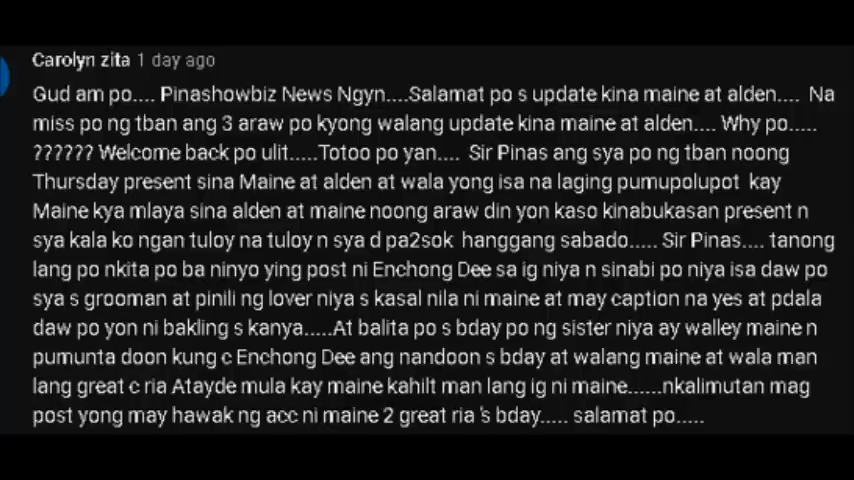 Carolyn zita 1 day ago
Gud am po.... Pinashowbiz News Ngyn....Salamat po s update kina maine at alden.... Na
miss po ng tban ang 3 araw po kyong walang update kina maine at alden.... Why po.....
?????? Welcome back po ulit.....Totoo po yan.... Sir Pinas ang sya po ng tban noong
Thursday present sina Maine at alden at wala yong isa na laging pumupolupot kay
Maine kya mlaya sina alden at maine noong araw din yon kaso kinabukasan present n
sya kala ko ngan tuloy na tuloy n sya d pa2sok hanggang sabado..... Sir Pinas.... tanong
lang po nkita po ba ninyo ying post ni Enchong Dee sa ig niya n sinabi po niya isa daw po
sya s grooman at pinili ng lover niya s kasal nila ni maine at may caption na yes at pdala
daw po yon ni bakling s kanya.....At balita po s bday po ng sister niya ay walley maine n
pumunta doon kung c Enchong Dee ang nandoon s bday at walang maine at wala man
lang great c ria Atayde mula kay maine kahilt man lang ig ni maine......nkalimutan mag
post yong may hawak ng acc ni maine 2 great ria 's bday..... salamat po.....